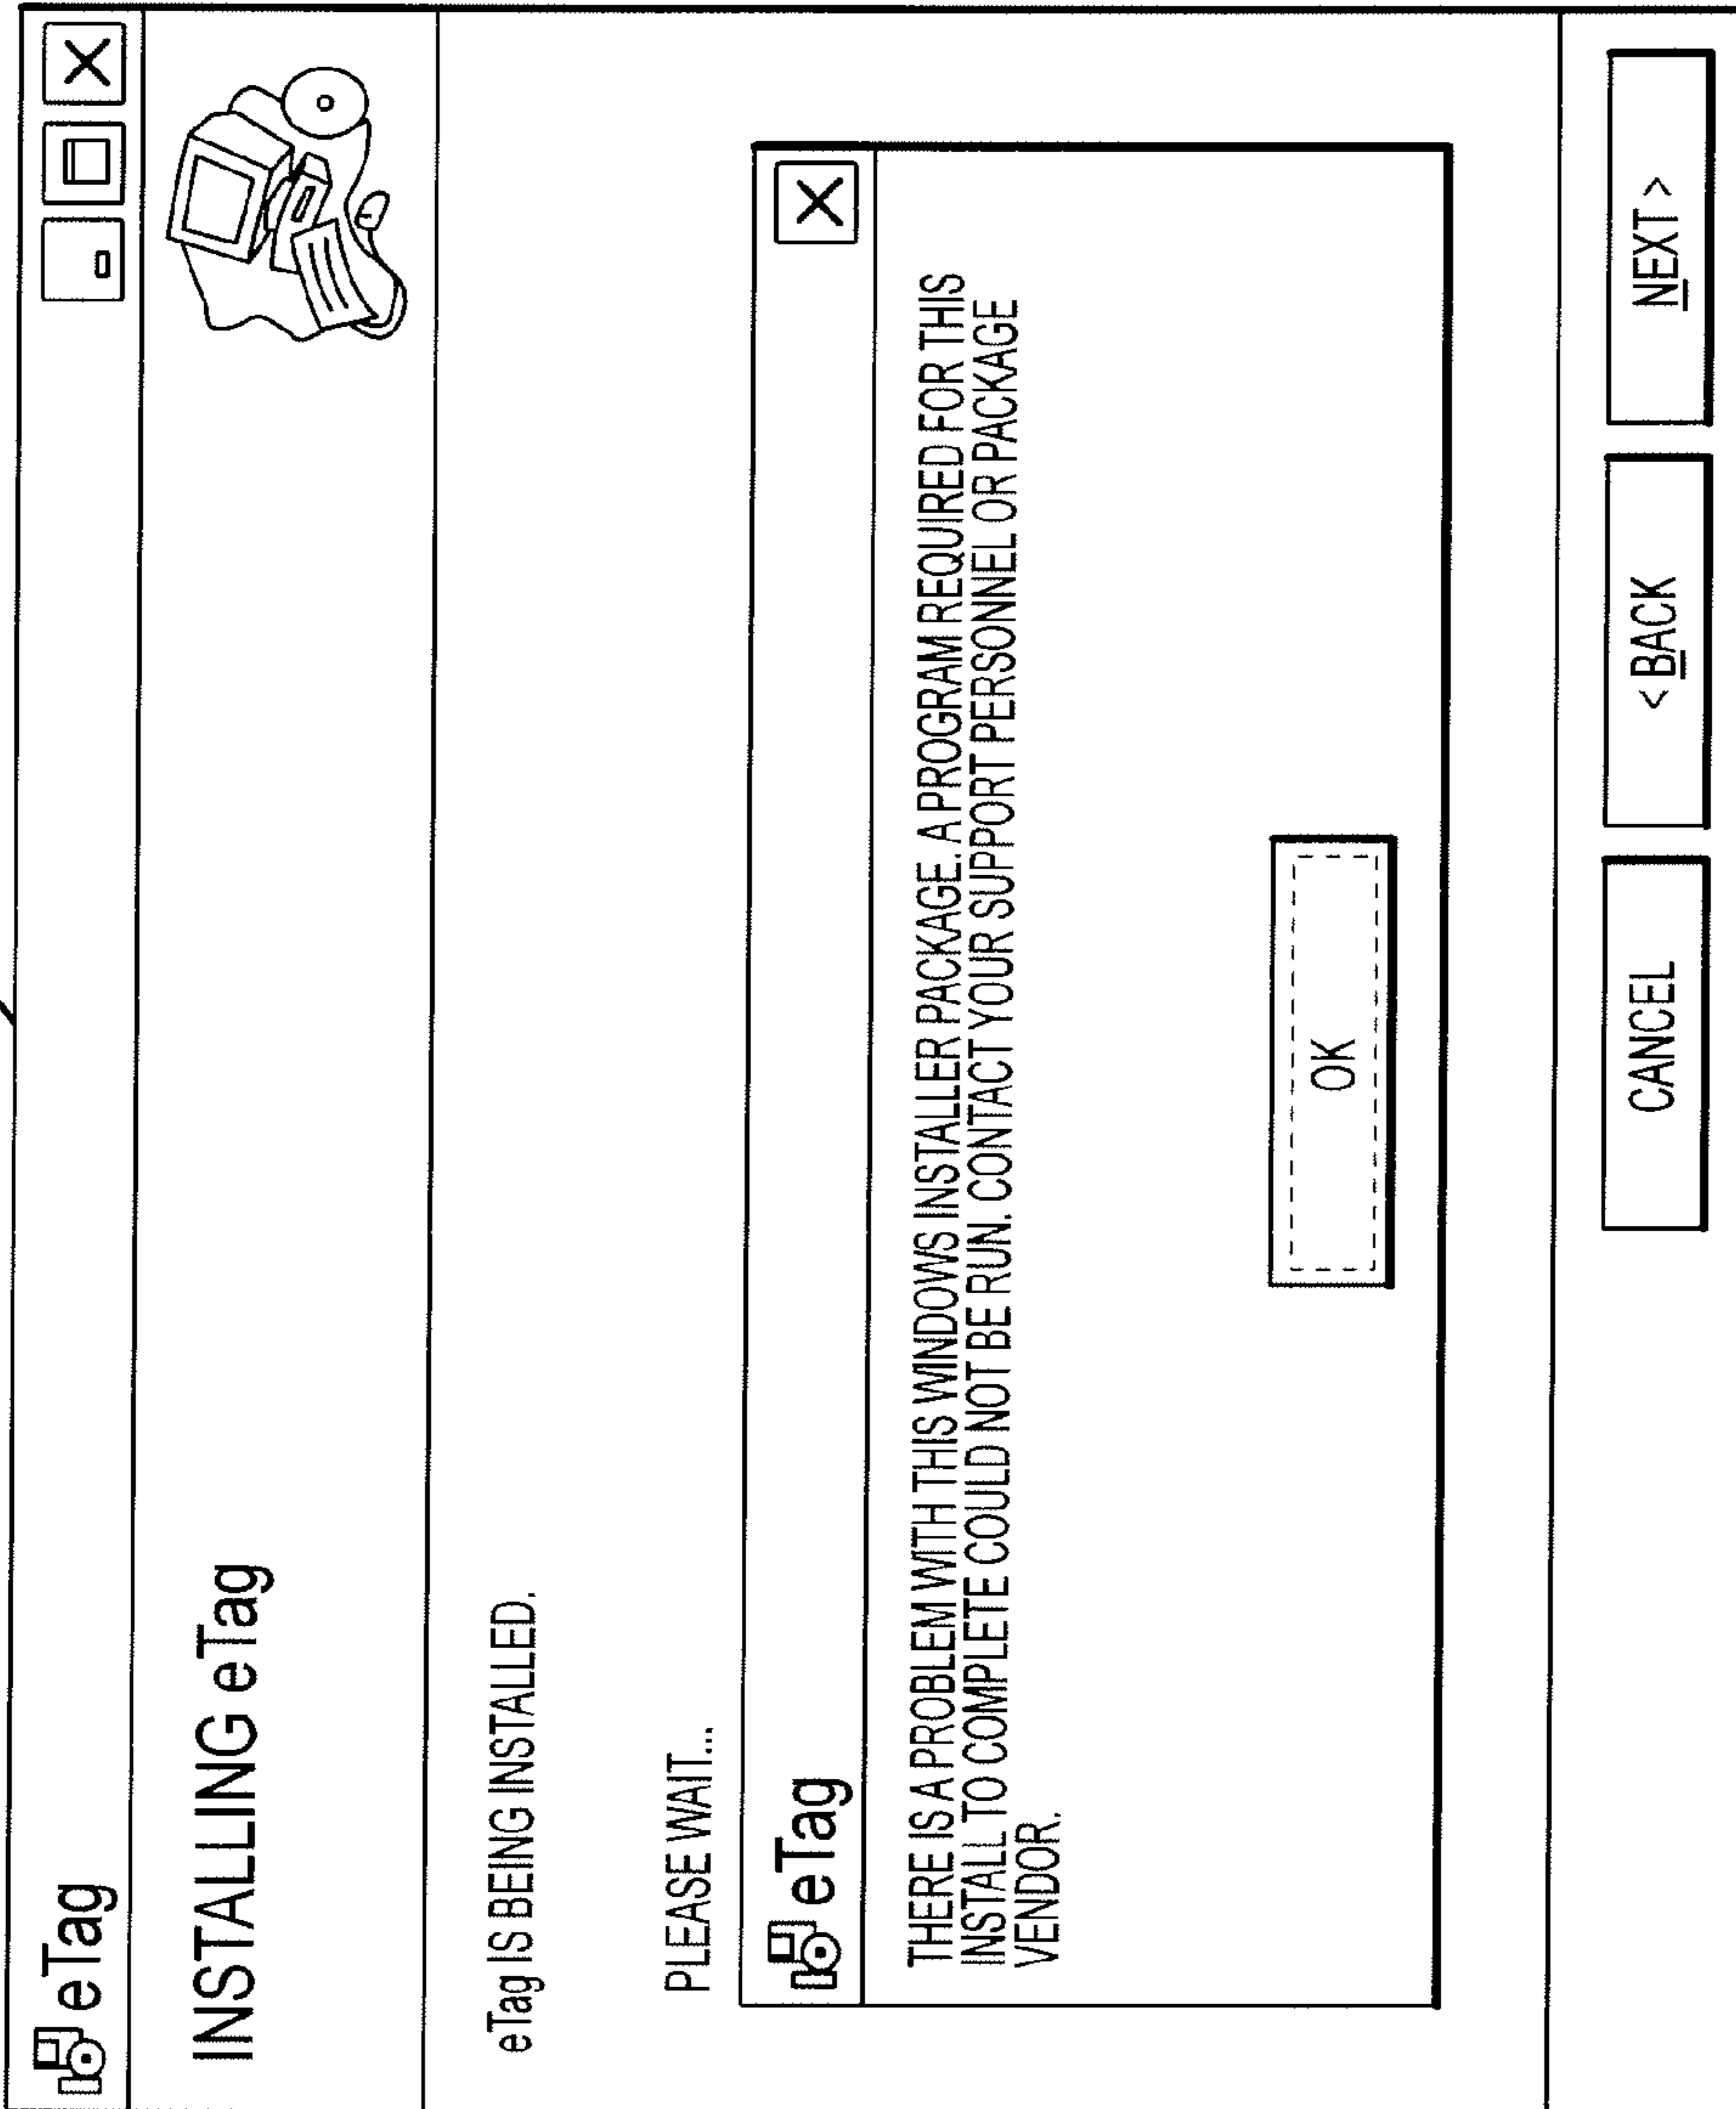 eTag
INSTALLING eTag
eTag IS BEING INSTALLED.
PLEASE WAIT...
eTag
THERE IS A PROBLEM WITH THIS WINDOWS INSTALLER PACKAGE. A PROGRAM REQUIRED FOR THIS
INSTALL TO COMPLETE COULD NOT BE RUN. CONTACT YOUR SUPPORT PERSONNEL OR PACKAGE
VENDOR.
OK
CANCEL
< BACK
NEXT >